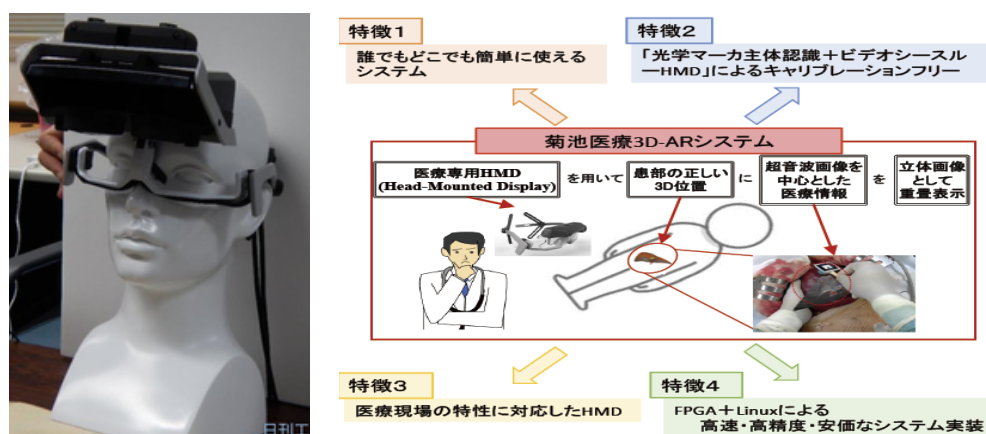 特徴1
誰でもどこでも簡単に使える
システム
特徴2
「光学マーカ主体認識＋ビデオシースル
ーHMD」によるキャリブレーションフリー
菊池医療3D-ARシステム
医療専用HMD
(Head-Mounted Display)
を用いて
患部の正しい
3D位置
に
超音波画像を
中心とした
医療情報
を
立体画像
として
重畳表示
特徴3
医療現場の特性に対応したHMD
特徴4
FPGA＋Linuxによる
高速・高精度・安価なシステム実装
日刊工